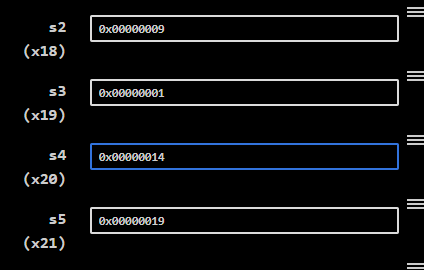 s2
(x18)
0x00000009
s3
(x19)
0x00000001
s4
(x20)
0x00000014
s5
(x21)
0x00000019